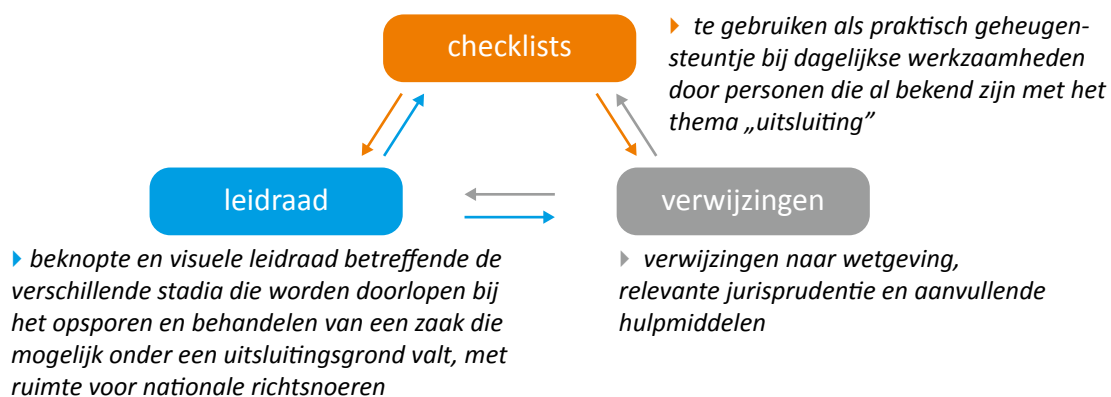 checklists
te gebruiken als praktisch geheugen-
steuntje bij dagelijkse werkzaamheden
door personen die al bekend zijn met het
thema „uitsluiting”
leidraad
verwijzingen
beknopte en visuele leidraad betreffende de
verschillende stadia die worden doorlopen bij
het opsporen en behandelen van een zaak die
mogelijk onder een uitsluitingsgrond valt, met
ruimte voor nationale richtsnoeren
verwijzingen naar wetgeving,
relevante jurisprudentie en aanvullende
hulpmiddelen